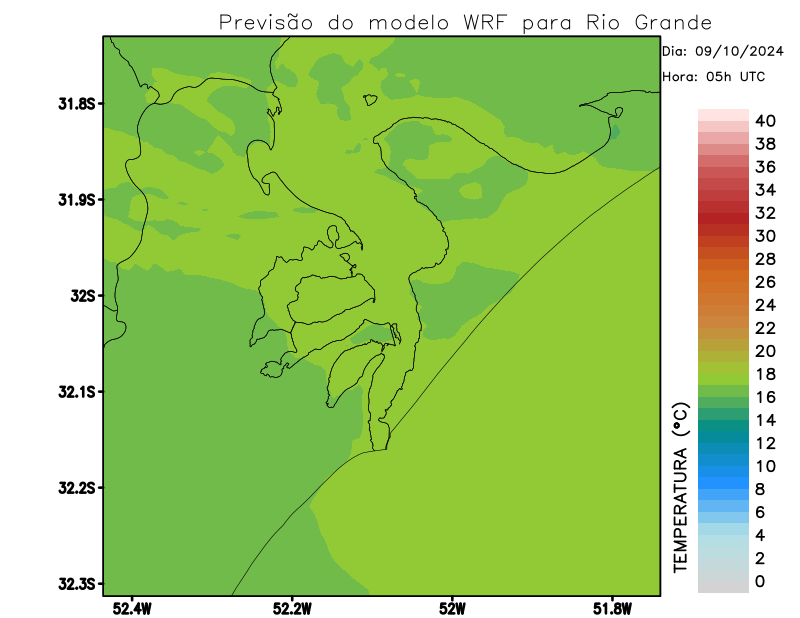 Previsão do modelo WRF para Rio Grande
Dia: 09/10/2024
Hora: 05h UTC
31.8S
31.9S
32S
32.1S
32.2S
32.3S
52.4W
52.2W
52W
51.8W
TEMPERATURA (°C)
40
38
36
34
32
30
28
26
24
22
20
18
16
14
12
10
8
6
4
2
0